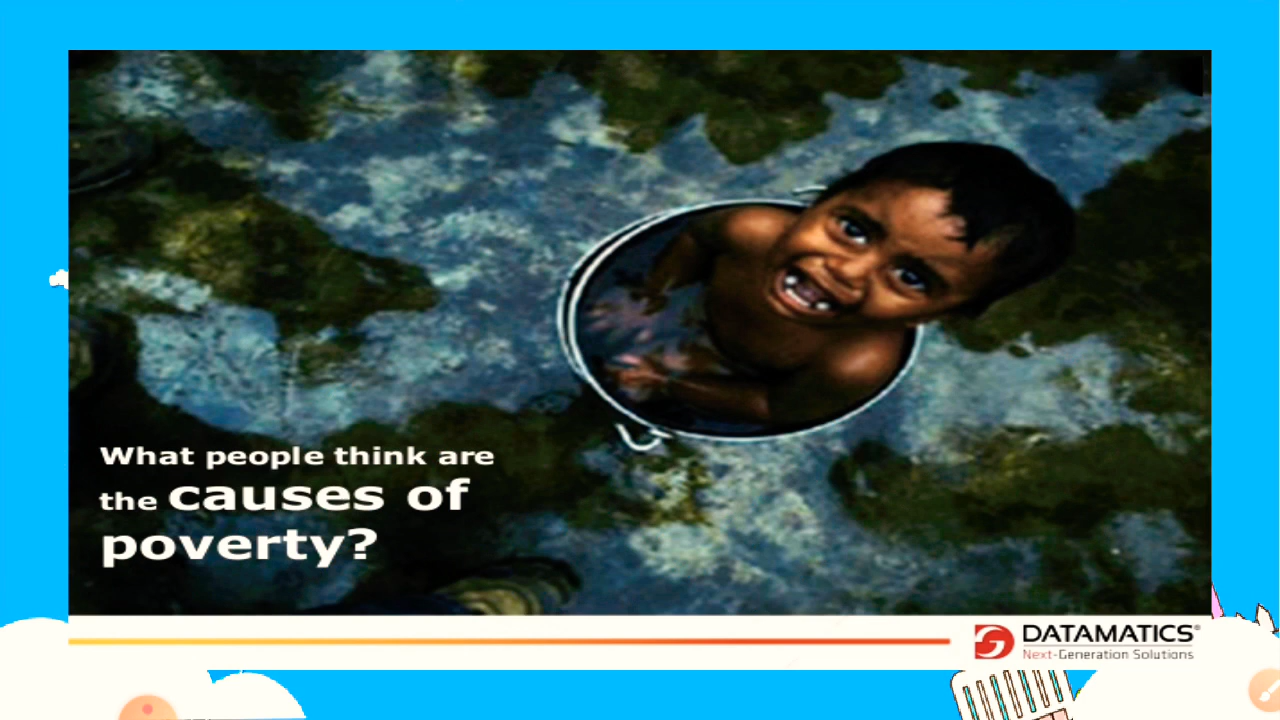 What people think are
the causes of
poverty?
DATAMATICS®
Next-Generation Solutions